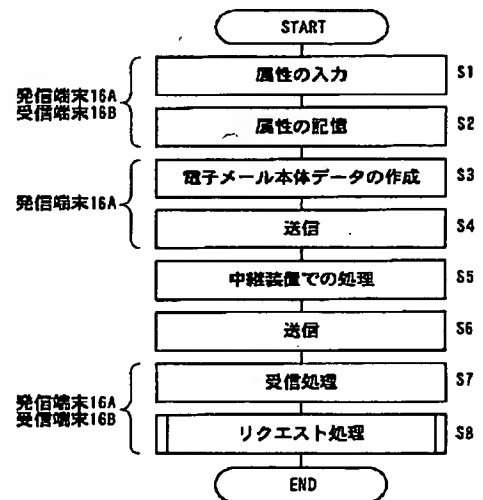 START
発信端末16A
受信端末16B
属性の入力 S1
属性の記憶 S2
発信端末16A
電子メール本体データの作成 S3
送信 S4
中継装置での処理 S5
送信 S6
発信端末16A
受信端末16B
受信処理 S7
リクエスト処理 S8
END